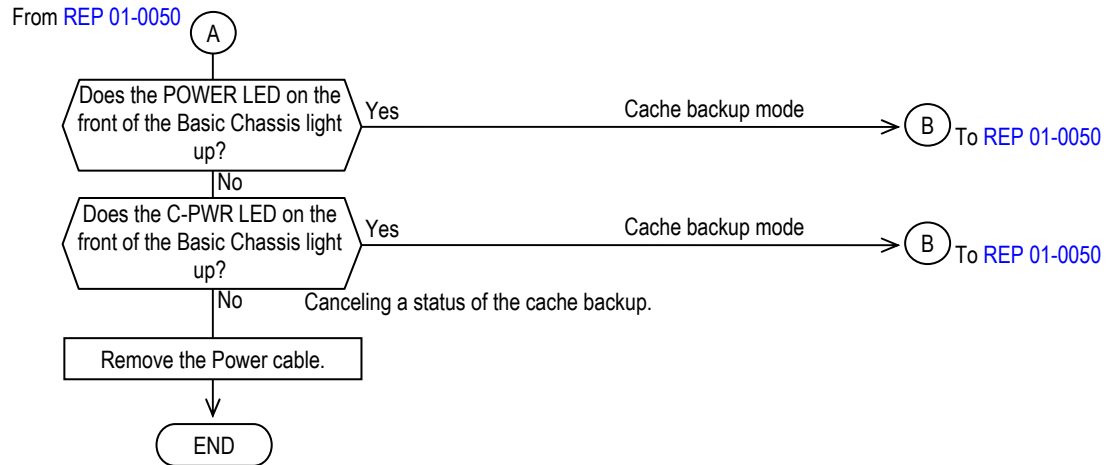 From REP 01-0050
A
Does the POWER LED on the
front of the Basic Chassis light
up?
Yes
Cache backup mode
B
To REP 01-0050
No
Does the C-PWR LED on the
front of the Basic Chassis light
up?
Yes
Cache backup mode
B
To REP 01-0050
No
Canceling a status of the cache backup.
Remove the Power cable.
END